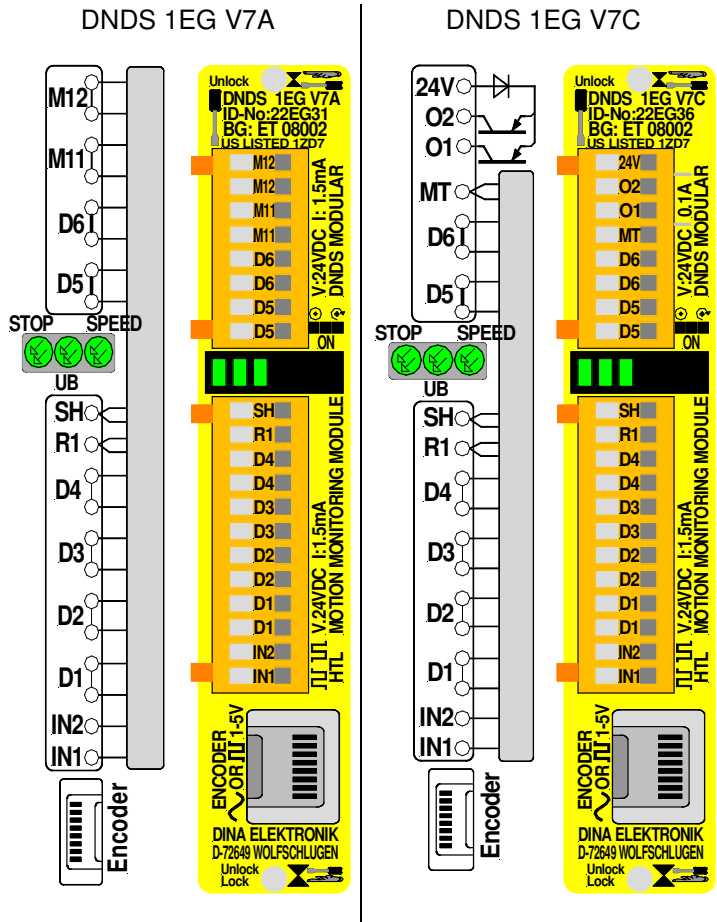 DNDS 1EG V7A
M12
M11
D6
D5
STOP SPEED
UB
SH
R1
D4
D3
D2
D1
IN2
IN1
Encoder
Unlock
DNDS 1EG V7A
ID-No:22EG31
BG: ET 08002
US LISTED 1ZD7
M12
M12
M11
M11
D6
D6
D5
D5
V:24VDC I: 1.5mA
DNDS MODULAR
ON
SH
R1
D4
D4
D3
D3
D2
D2
D1
D1
IN2
IN1
V.24VDC I:1.5mA
HTL
MOTION MONITORING MODULE
ENCODER
OR 1-5V
DINA ELEKTRONIK
D-72649 WOLFSCHLUGEN
Unlock
Lock
DNDS 1EG V7C
24V
O2
O1
MT
D6
D5
STOP SPEED
UB
SH
R1
D4
D3
D2
D1
IN2
IN1
Encoder
Unlock
DNDS 1EG V7C
ID-No:22EG36
BG: ET 08002
US LISTED 1ZD7
24V
O2
O1
MT
D6
D6
D5
D5
V:24VDC 0.1A
DNDS MODULAR
ON
SH
R1
D4
D4
D3
D3
D2
D2
D1
D1
IN2
IN1
V.24VDC I:1.5mA
HTL
MOTION MONITORING MODULE
ENCODER
OR 1-5V
DINA ELEKTRONIK
D-72649 WOLFSCHLUGEN
Unlock
Lock